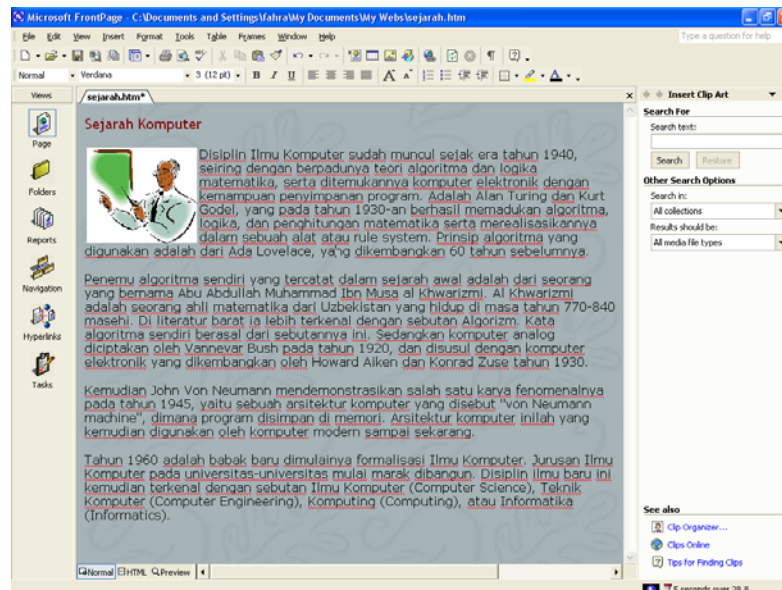 Microsoft FrontPage - C:\Documents and Settings\fahra\My Documents\My Webs\sejarah.htm
File Edit View Insert Format Tools Table Frames Window Help
Type a question for help
Normal Verdana 3 (12 pt) B I U
Views
sejarah.htm*
Insert Clip Art
Page
Folders
Reports
Navigation
Hyperlinks
Tasks
Sejarah Komputer
Disiplin Ilmu Komputer sudah muncul sejak era tahun 1940,
seiring dengan berpadunya teori algoritma dan logika
matematika, serta ditemukannya komputer elektronik dengan
kemampuan penyimpanan program. Adalah Alan Turing dan Kurt
Godel, yang pada tahun 1930-an berhasil memadukan algoritma,
logika, dan penghitungan matematika serta merealisasikannya
dalam sebuah alat atau rule system. Prinsip algoritma yang
digunakan adalah dari Ada Lovelace, yang dikembangkan 60 tahun sebelumnya.
Penemu algoritma sendiri yang tercatat dalam sejarah awal adalah dari seorang
yang bernama Abu Abdullah Muhammad Ibn Musa al Khwarizmi. Al Khwarizmi
adalah seorang ahli matematika dari Uzbekistan yang hidup di masa tahun 770-840
masehi. Di literatur barat ia lebih terkenal dengan sebutan Algorizm. Kata
algoritma sendiri berasal dari sebutannya ini. Sedangkan komputer analog
diciptakan oleh Vannevar Bush pada tahun 1920, dan disusul dengan komputer
elektronik yang dikembangkan oleh Howard Aiken dan Konrad Zuse tahun 1930.
Kemudian John Von Neumann mendemonstrasikan salah satu karya fenomenalnya
pada tahun 1945, yaitu sebuah arsitektur komputer yang disebut "von Neumann
machine", dimana program disimpan di memori. Arsitektur komputer inilah yang
kemudian digunakan oleh komputer modern sampai sekarang.
Tahun 1960 adalah babak baru dimulainya formalisasi Ilmu Komputer. Jurusan Ilmu
Komputer pada universitas-universitas mulai marak dibangun. Disiplin ilmu baru ini
kemudian terkenal dengan sebutan Ilmu Komputer (Computer Science), Teknik
Komputer (Computer Engineering), Komputing (Computing), atau Informatika
(Informatics).
Search For
Search text:
Search Restore
Other Search Options
Search in:
All collections
Results should be:
All media file types
See also
Clip Organizer...
Clips Online
Tips for Finding Clips
Normal HTML Preview
5 seconds over 28.8